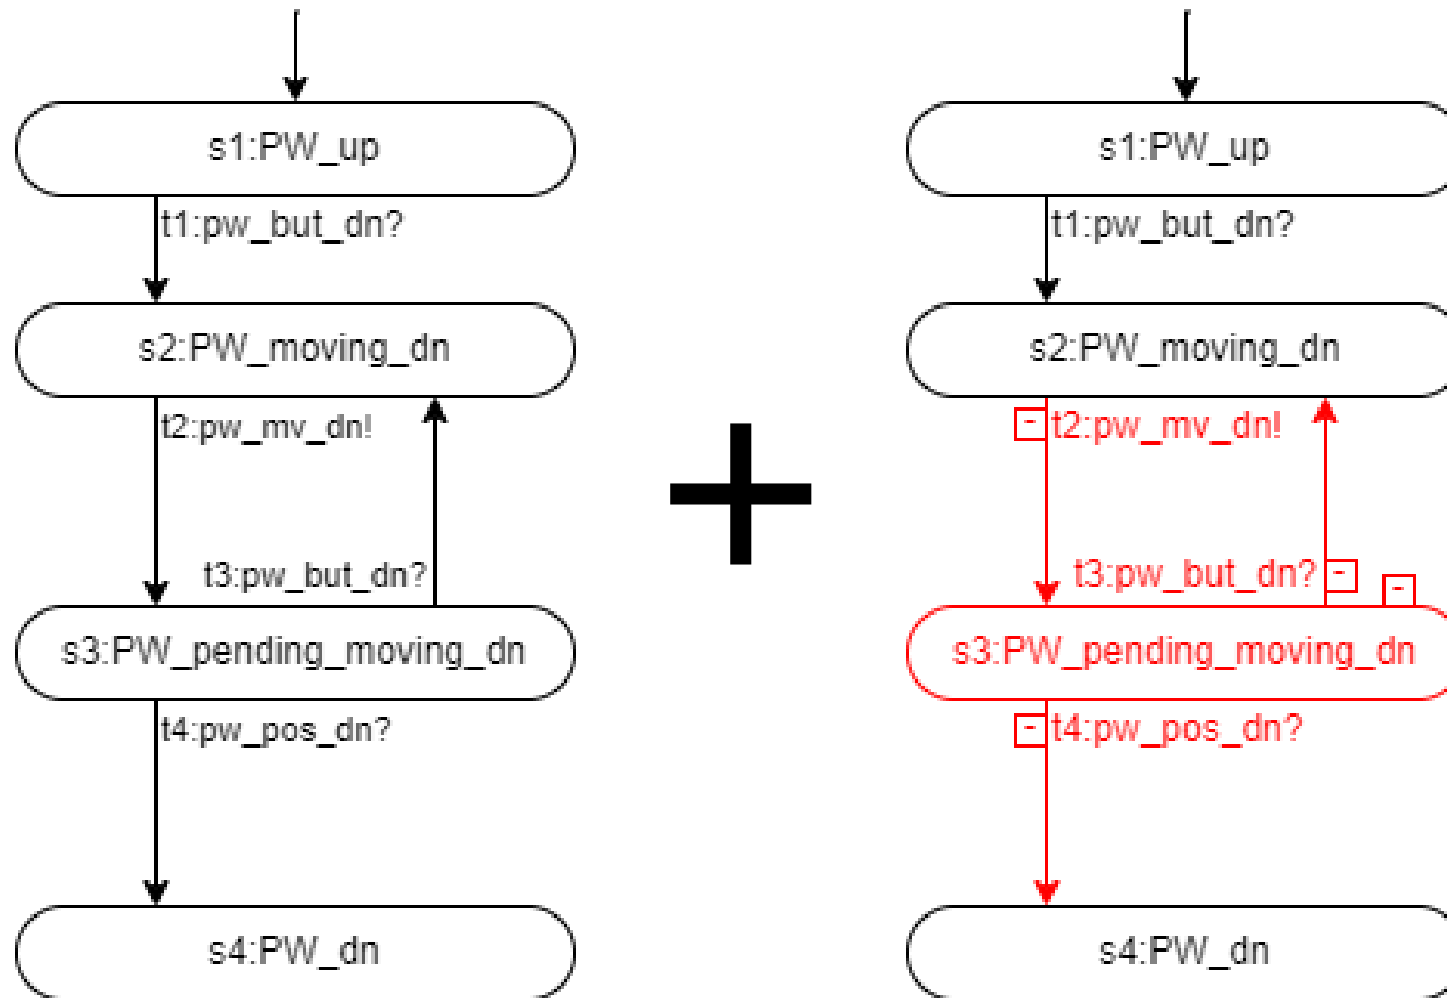 s1:PW_up
t1:pw_but_dn?
s2:PW_moving_dn
t2:pw_mv_dn!
t3:pw_but_dn?
s3:PW_pending_moving_dn
t4:pw_pos_dn?
s4:PW_dn
+
s1:PW_up
t1:pw_but_dn?
s2:PW_moving_dn
- t2:pw_mv_dn!
t3:pw_but_dn? - -
s3:PW_pending_moving_dn
- t4:pw_pos_dn?
s4:PW_dn